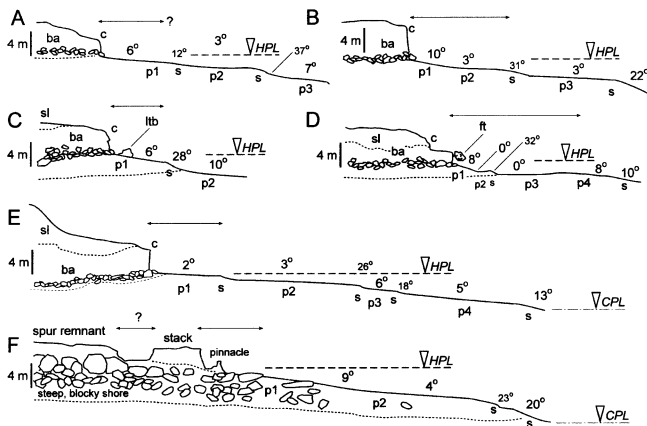 A
?
c
6°
12°
3°
HPL
37°
ba
4 m
p1
s
p2
s
7°
p3
B
c
4 m
ba
10°
3°
31°
HPL
p1
p2
s
3°
p3
22°
s
C
sl
c
ltb
ba
4 m
6°
28°
HPL
p1
s
10°
p2
D
ft
32°
sl
c
ba
0°
HPL
4 m
8°
0°
8°
10°
p1
p2
s
p3
p4
s
E
sl
c
4 m
ba
2°
3°
26°
HPL
p1
s
p2
6°
18°
5°
s
p3
s
p4
13°
s
CPL
spur remnant
?
stack
F
pinnacle
HPL
4 m
steep, blocky shore
p1
9°
4°
p2
23°
s
20°
s
CPL